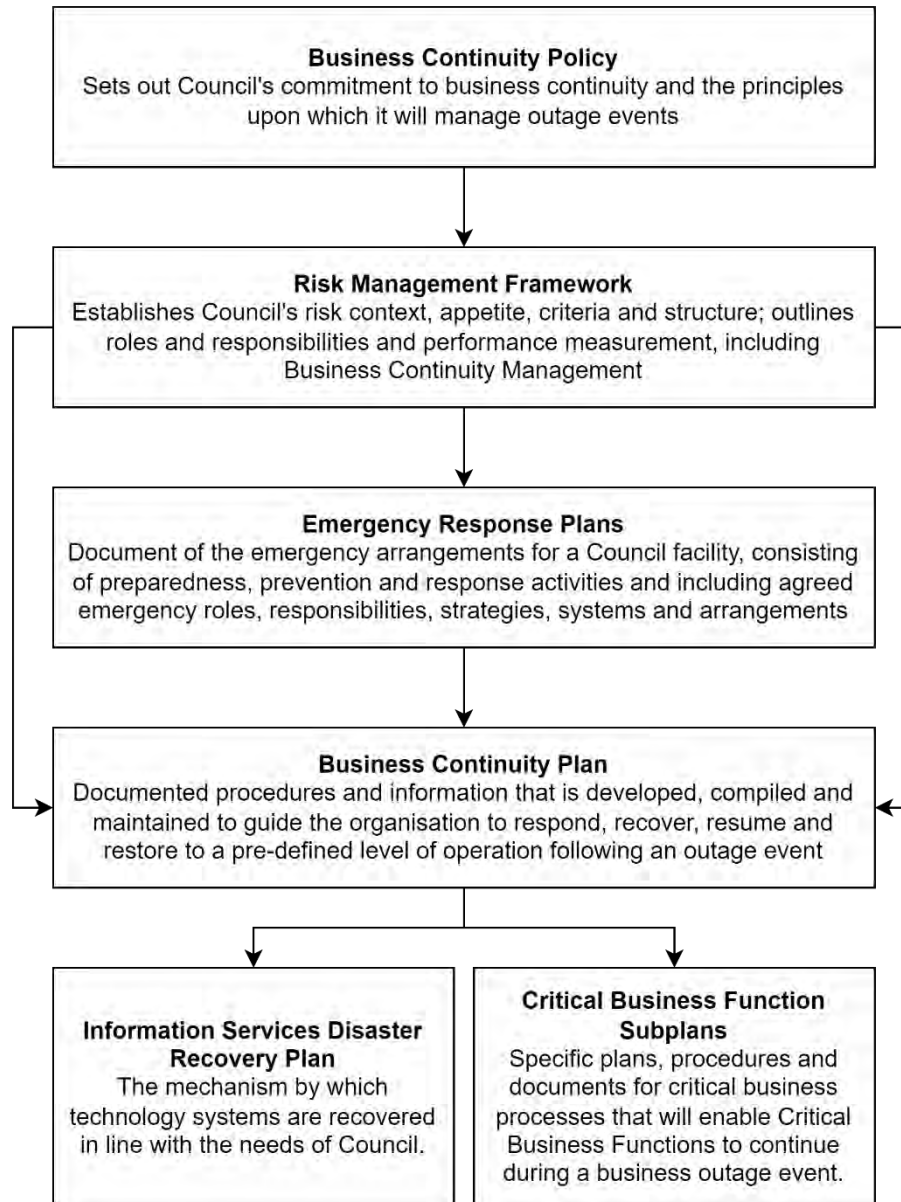 Business Continuity Policy
Sets out Council's commitment to business continuity and the principles
upon which it will manage outage events
Risk Management Framework
Establishes Council's risk context, appetite, criteria and structure; outlines
roles and responsibilities and performance measurement, including
Business Continuity Management
Emergency Response Plans
Document of the emergency arrangements for a Council facility, consisting
of preparedness, prevention and response activities and including agreed
emergency roles, responsibilities, strategies, systems and arrangements
Business Continuity Plan
Documented procedures and information that is developed, compiled and
maintained to guide the organisation to respond, recover, resume and
restore to a pre-defined level of operation following an outage event
Information Services Disaster
Recovery Plan
The mechanism by which
technology systems are recovered
in line with the needs of Council.
Critical Business Function
Subplans
Specific plans, procedures and
documents for critical business
processes that will enable Critical
Business Functions to continue
during a business outage event.